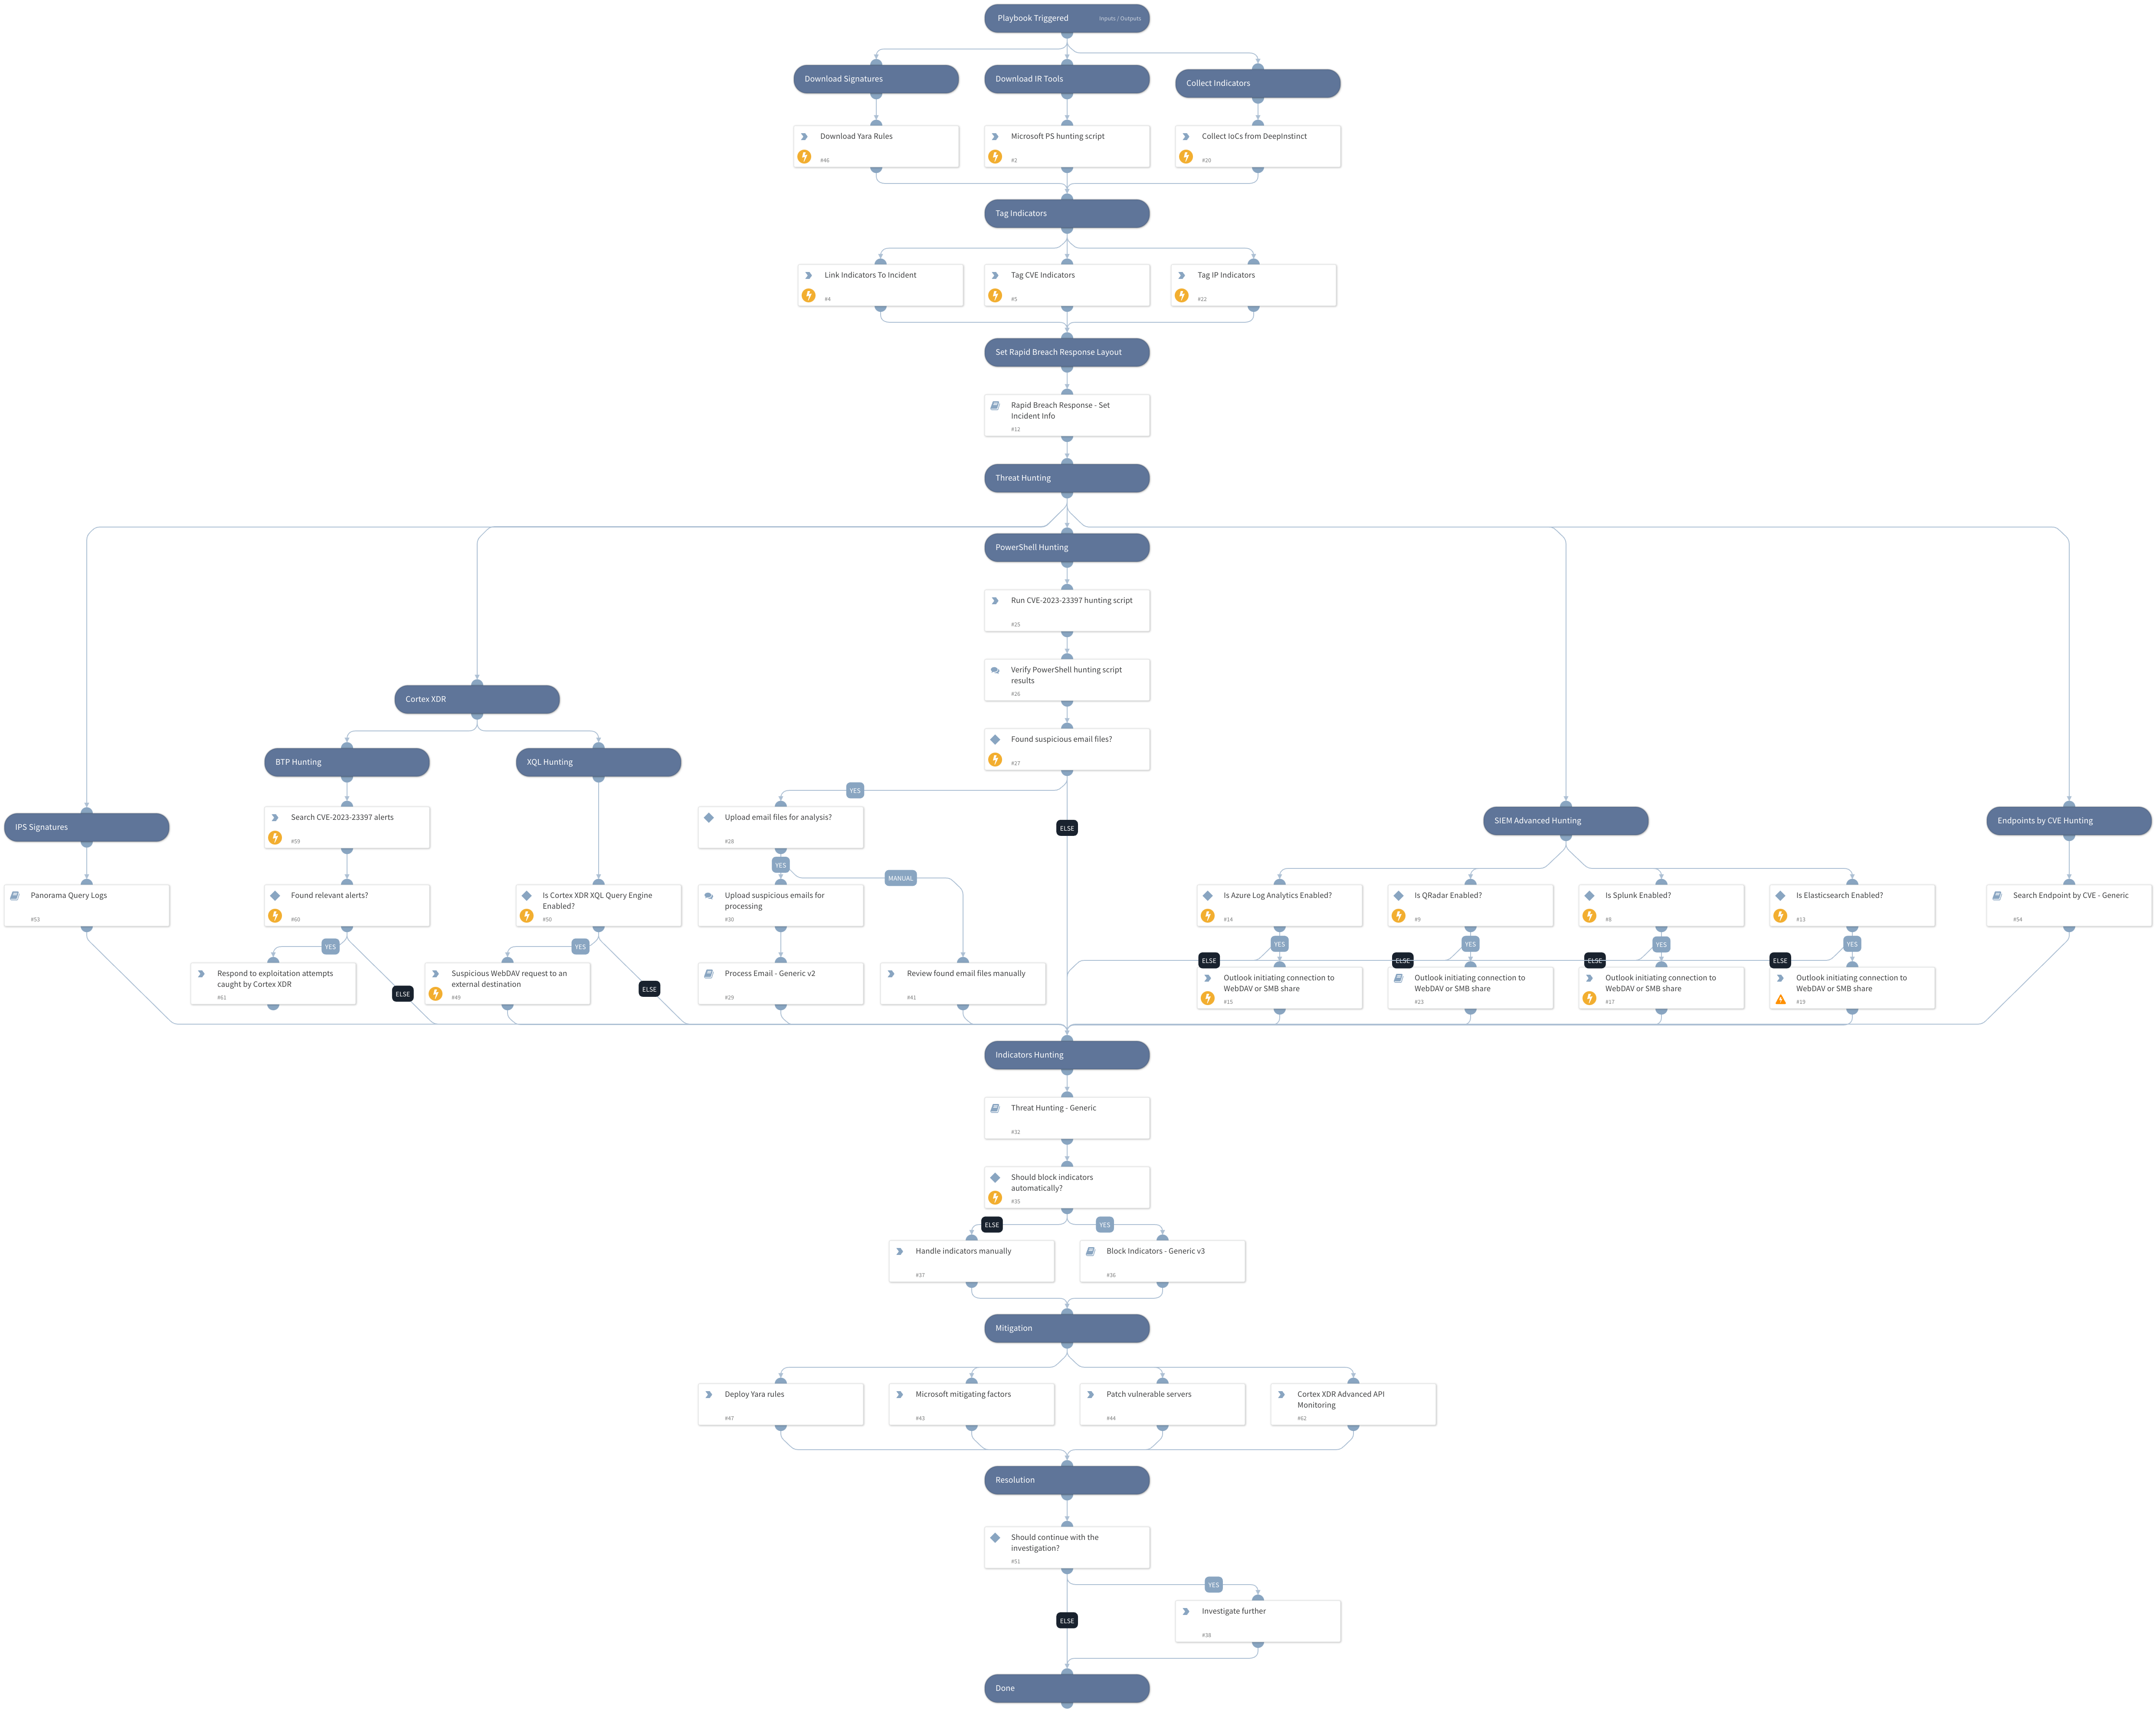 Playbook Triggered
Inputs / Outputs
Download Signatures
Download IR Tools
Collect Indicators
Download Yara Rules
#46
Microsoft PS hunting script
#2
Collect IoCs from DeepInstinct
#20
Tag Indicators
Link Indicators To Incident
#4
Tag CVE Indicators
#5
Tag IP Indicators
#22
Set Rapid Breach Response Layout
Rapid Breach Response - Set
Incident Info
#12
Threat Hunting
PowerShell Hunting
Run CVE-2023-23397 hunting script
#25
Verify PowerShell hunting script
results
#26
Cortex XDR
Found suspicious email files?
#27
BTP Hunting
XQL Hunting
YES
IPS Signatures
Search CVE-2023-23397 alerts
#59
Upload email files for analysis?
#28
ELSE
SIEM Advanced Hunting
Endpoints by CVE Hunting
YES
MANUAL
Panorama Query Logs
#53
Found relevant alerts?
#60
Is Cortex XDR XQL Query Engine
Enabled?
#50
Upload suspicious emails for
processing
#30
Is Azure Log Analytics Enabled?
#14
Is QRadar Enabled?
#9
Is Splunk Enabled?
#8
Is Elasticsearch Enabled?
#13
Search Endpoint by CVE - Generic
#54
YES
YES
YES
YES
YES
YES
ELSE
ELSE
ELSE
ELSE
Respond to exploitation attempts
caught by Cortex XDR
#61
ELSE
Suspicious WebDAV request to an
external destination
#49
ELSE
Process Email - Generic v2
#29
Review found email files manually
#41
Outlook initiating connection to
WebDAV or SMB share
#15
Outlook initiating connection to
WebDAV or SMB share
#23
Outlook initiating connection to
WebDAV or SMB share
#17
Outlook initiating connection to
WebDAV or SMB share
#19
Indicators Hunting
Threat Hunting - Generic
#32
Should block indicators
automatically?
#35
ELSE
YES
Handle indicators manually
#37
Block Indicators - Generic v3
#36
Mitigation
Deploy Yara rules
#47
Microsoft mitigating factors
#43
Patch vulnerable servers
#44
Cortex XDR Advanced API
Monitoring
#62
Resolution
Should continue with the
investigation?
#51
YES
ELSE
Investigate further
#38
Done